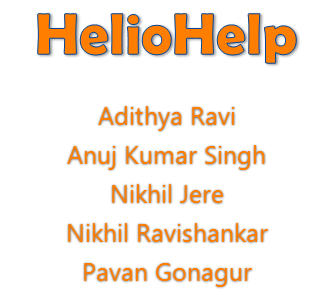 HelioHelp
Adithya Ravi
Anuj Kumar Singh
Nikhil Jere
Nikhil Ravishankar
Pavan Gonagur